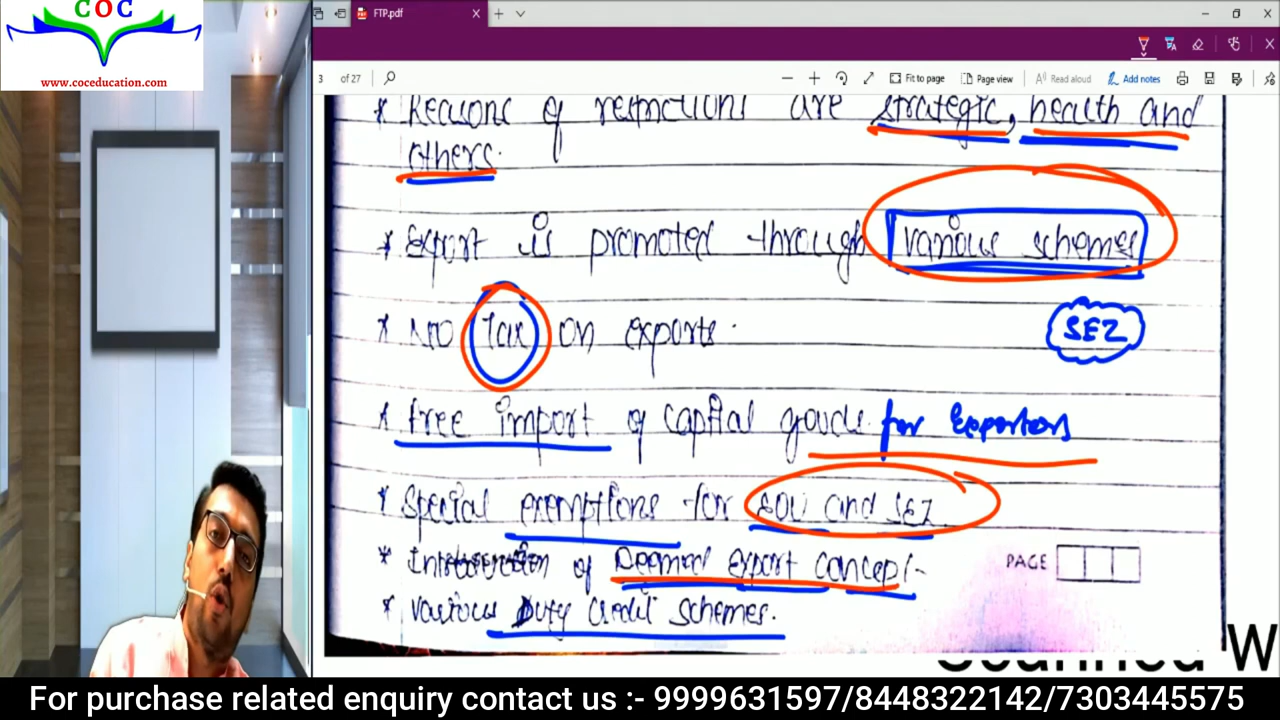 COC
www.coceducation.com
FTP.pdf
3 of 27
Fit to page
Page view
Read aloud
Add notes
* Reasons of restrictions are strategic, health and
others.
* Export is promoted through various schemes
* No Tax on exports.
SEZ
* Free import of capital goods for Exporters
* Special exemptions for EOU and SEZ
* Introduction of Deemed Export concept
* Various Duty Credit Schemes.
PAGE
Scanned W
For purchase related enquiry contact us :- 9999631597/8448322142/7303445575